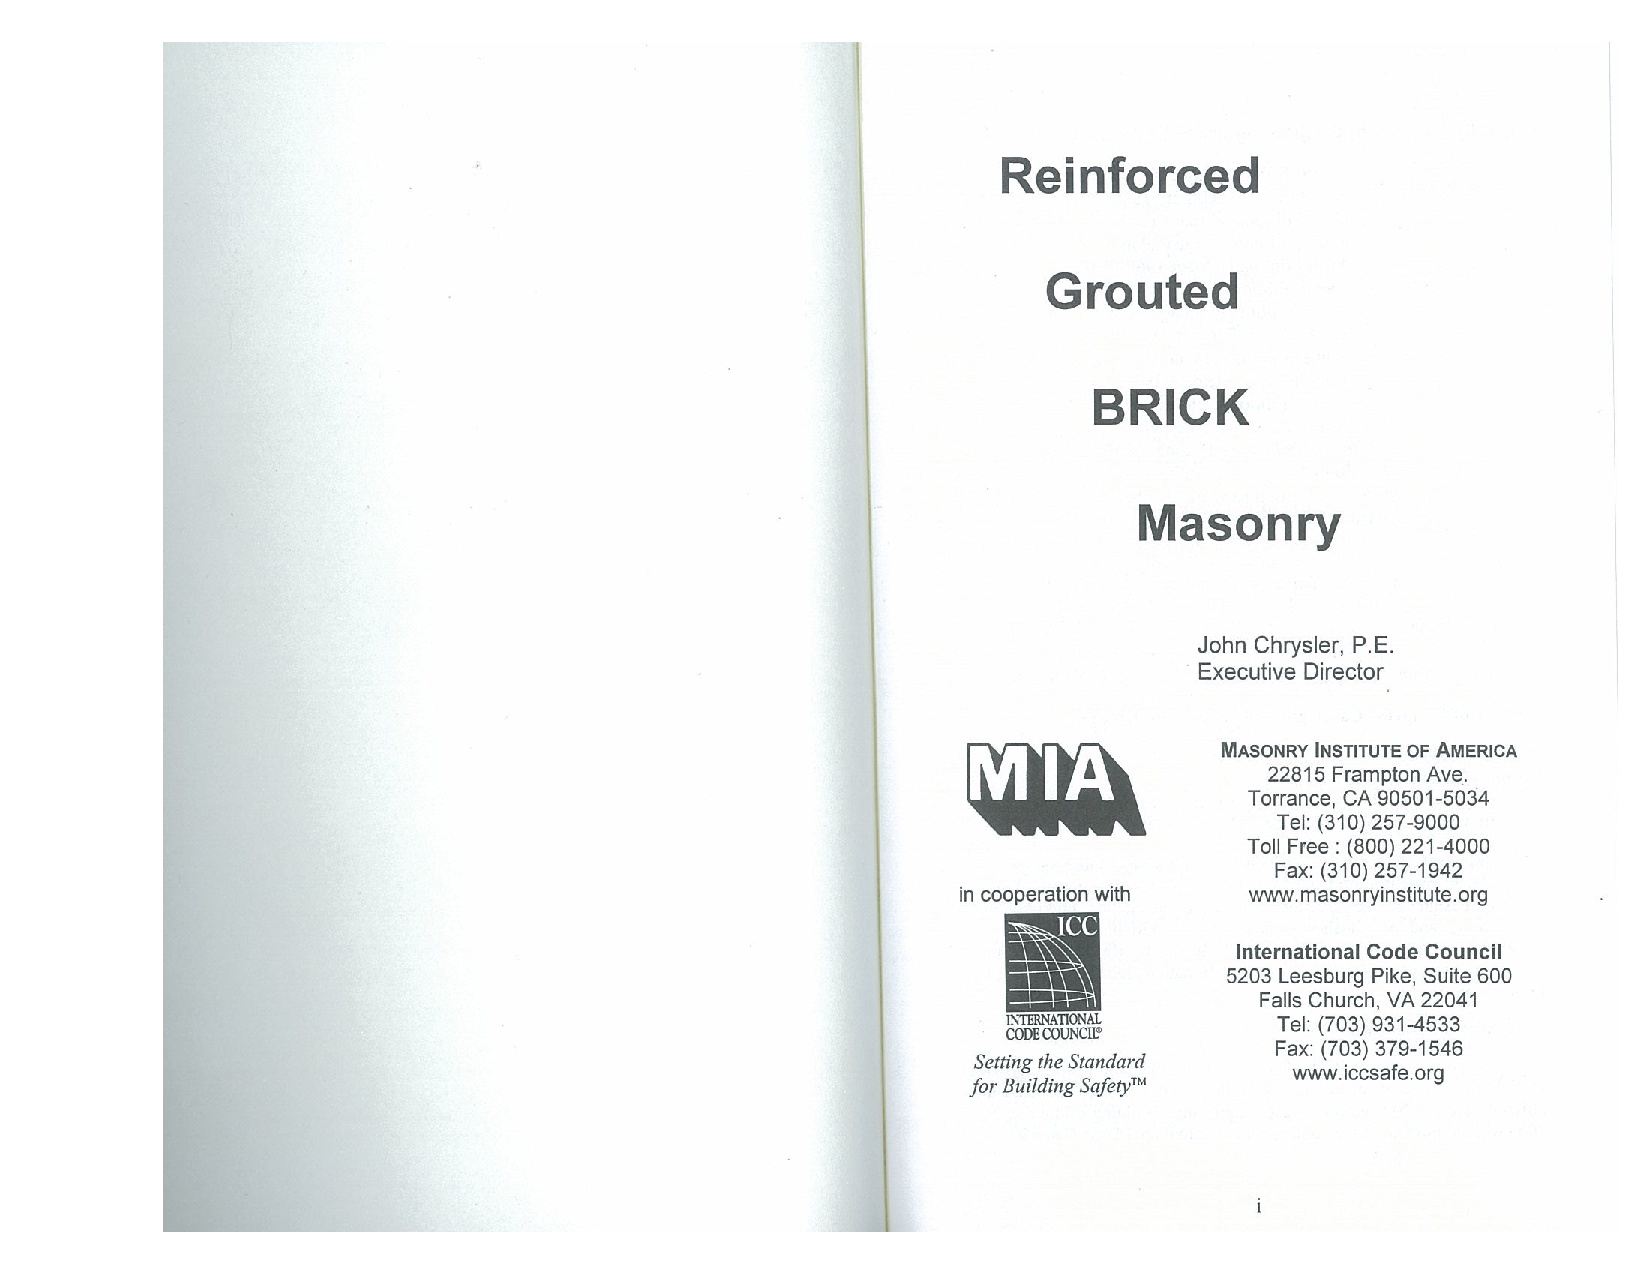 Reinforced
Grouted
BRICK
Masonry
John Chrysler, P.E.
Executive Director
MIA
in cooperation with
ICC
INTERNATIONAL
CODE COUNCIL®
Setting the Standard
for Building Safety™
MASONRY INSTITUTE OF AMERICA
22815 Frampton Ave.
Torrance, CA 90501-5034
Tel: (310) 257-9000
Toll Free : (800) 221-4000
Fax: (310) 257-1942
www.masonryinstitute.org
International Code Council
5203 Leesburg Pike, Suite 600
Falls Church, VA 22041
Tel: (703) 931-4533
Fax: (703) 379-1546
www.iccsafe.org
i